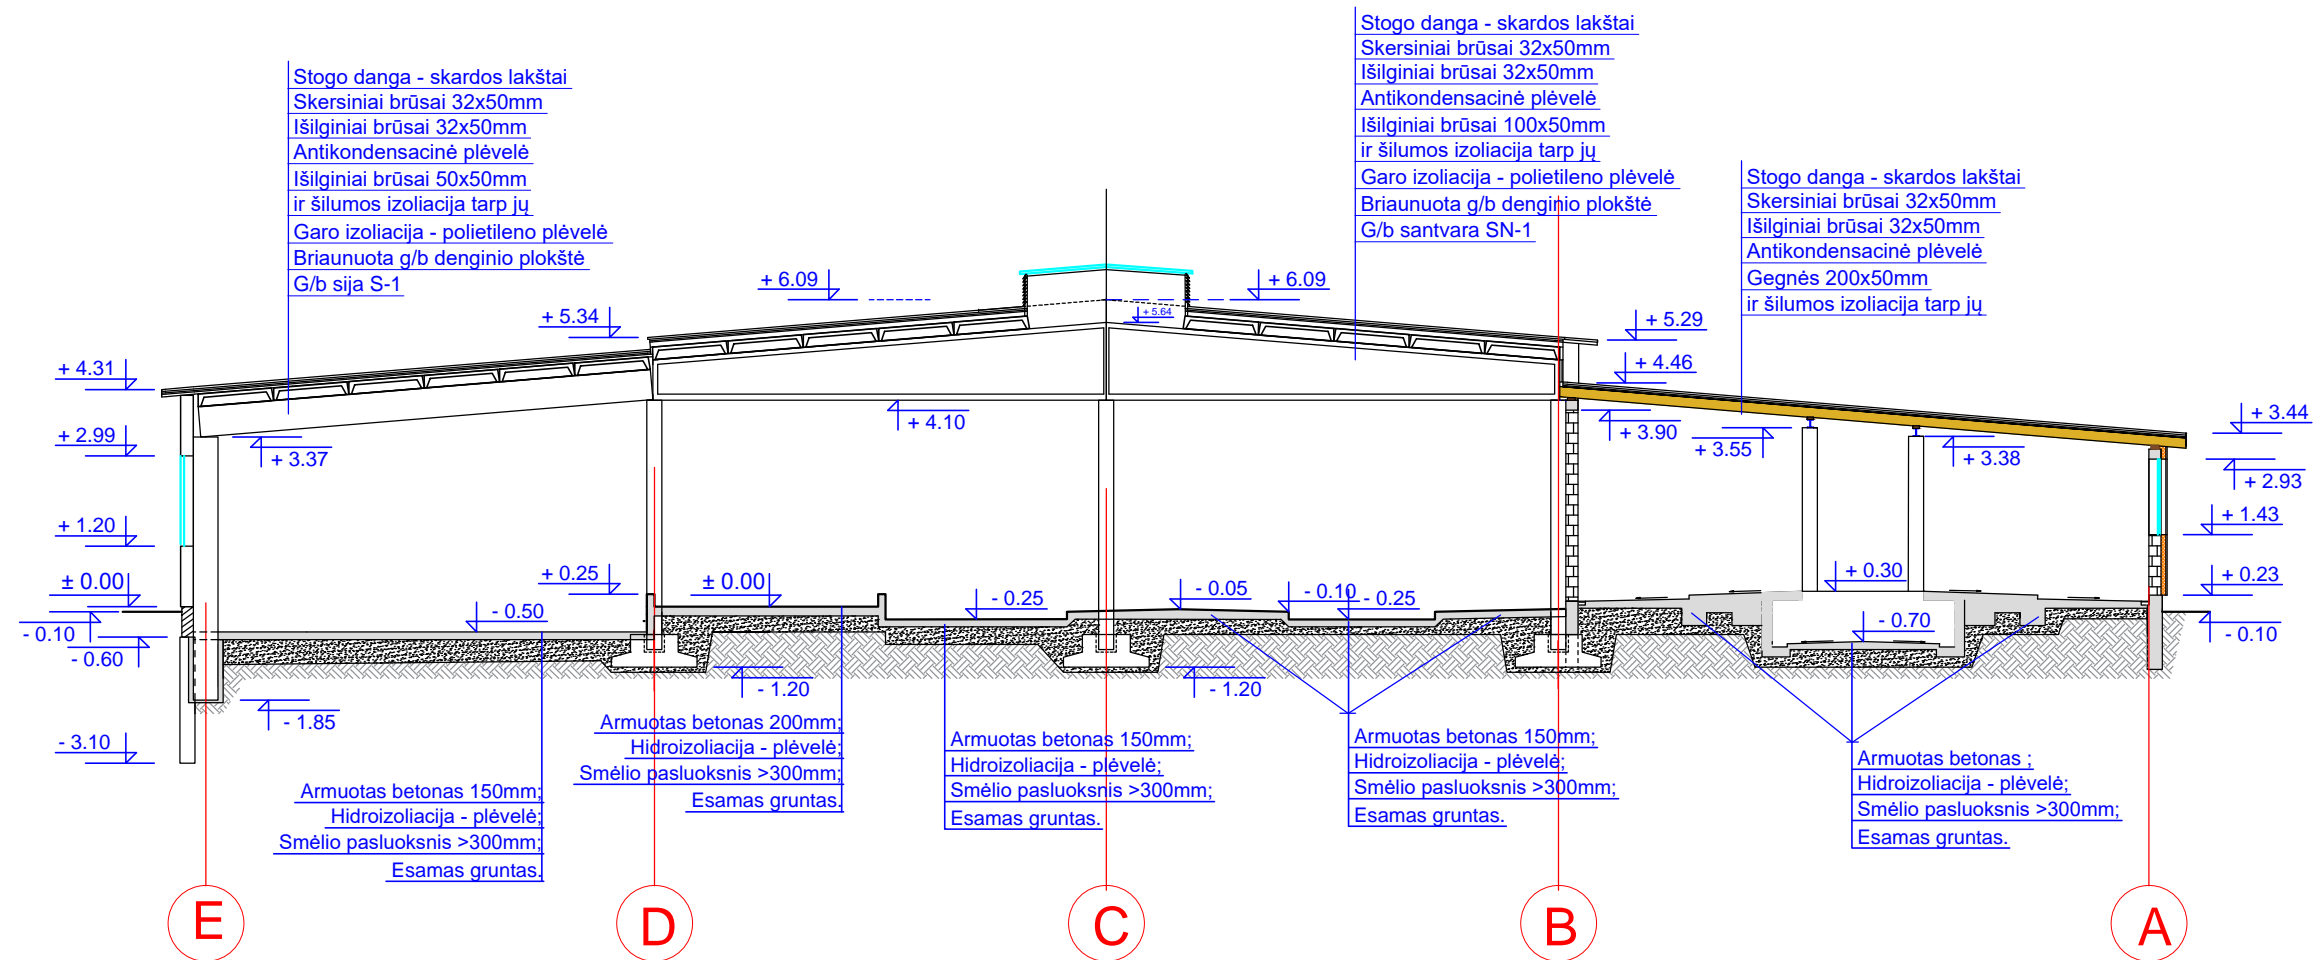 Stogo danga - skardos lakštai
Skersiniai brūsai 32x50mm
Išilginiai brūsai 32x50mm
Antikondensacinė plėvelė
Išilginiai brūsai 50x50mm
ir šilumos izoliacija tarp jų
Garo izoliacija - polietileno plėvelė
Briaunuota g/b denginio plokštė
G/b sija S-1
Stogo danga - skardos lakštai
Skersiniai brūsai 32x50mm
Išilginiai brūsai 32x50mm
Antikondensacinė plėvelė
Išilginiai brūsai 100x50mm
ir šilumos izoliacija tarp jų
Garo izoliacija - polietileno plėvelė
Briaunuota g/b denginio plokštė
G/b santvara SN-1
Stogo danga - skardos lakštai
Skersiniai brūsai 32x50mm
Išilginiai brūsai 32x50mm
Antikondensacinė plėvelė
Gegnės 200x50mm
ir šilumos izoliacija tarp jų
+ 6.09
+ 6.09
+ 5.64
+ 5.34
+ 5.29
+ 4.31
+ 4.46
+ 4.10
+ 3.90
+ 3.44
+ 2.99
+ 3.37
+ 3.55
+ 3.38
+ 2.93
+ 1.20
+ 1.43
± 0.00
+ 0.25
± 0.00
- 0.25
- 0.05
- 0.10
- 0.25
+ 0.30
+ 0.23
- 0.10
- 0.60
- 0.50
- 0.70
- 0.10
- 1.20
- 1.20
- 1.85
- 3.10
Armuotas betonas 150mm;
Hidroizoliacija - plėvelė;
Smėlio pasluoksnis >300mm;
Esamas gruntas.
Armuotas betonas 200mm;
Hidroizoliacija - plėvelė;
Smėlio pasluoksnis >300mm;
Esamas gruntas.
Armuotas betonas 150mm;
Hidroizoliacija - plėvelė;
Smėlio pasluoksnis >300mm;
Esamas gruntas.
Armuotas betonas 150mm;
Hidroizoliacija - plėvelė;
Smėlio pasluoksnis >300mm;
Esamas gruntas.
Armuotas betonas ;
Hidroizoliacija - plėvelė;
Smėlio pasluoksnis >300mm;
Esamas gruntas.
E
D
C
B
A